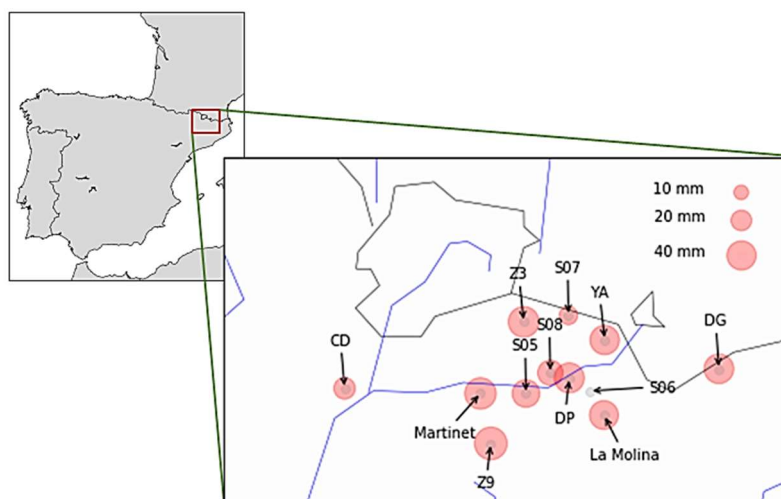 10 mm
20 mm
40 mm
Z3
S07
YA
S08
DG
CD
S05
S06
Martinet
DP
La Molina
Z9